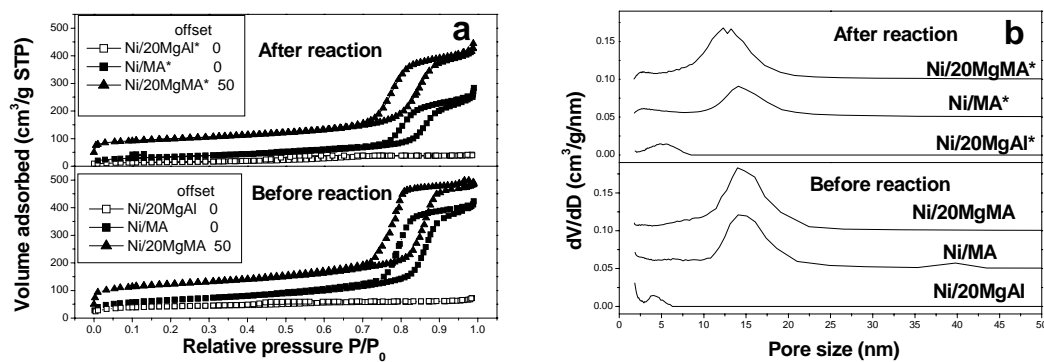 a
offset
Ni/20MgAl* 0
Ni/MA* 0
Ni/20MgMA* 50
After reaction
500
400
300
200
100
0
offset
Ni/20MgAl 0
Ni/MA 0
Ni/20MgMA 50
Before reaction
500
400
300
200
100
0
0.0 0.1 0.2 0.3 0.4 0.5 0.6 0.7 0.8 0.9 1.0
Relative pressure P/P0
Volume adsorbed (cm3/g STP)
b
After reaction
Ni/20MgMA*
Ni/MA*
Ni/20MgAl*
0.15
0.10
0.05
0.00
Before reaction
Ni/20MgMA
Ni/MA
Ni/20MgAl
0.15
0.10
0.05
0.00
0 5 10 15 20 25 30 35 40 45 50
Pore size (nm)
dV/dD (cm3/g/nm)